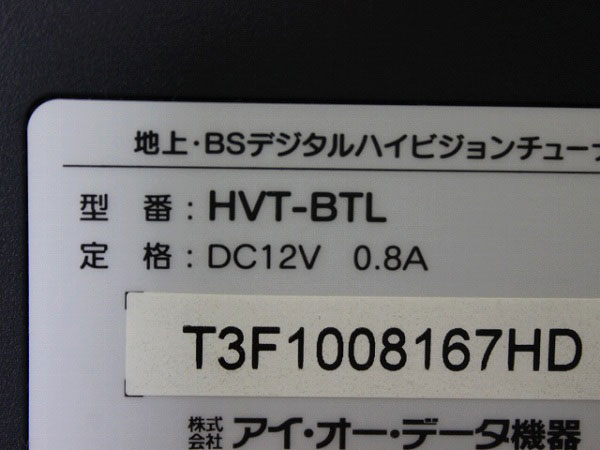 地上・BSデジタルハイビジョンチューナ
型 番 : HVT-BTL
定 格 : DC12V 0.8A
T3F1008167HD
株式会社 アイ・オー・データ機器